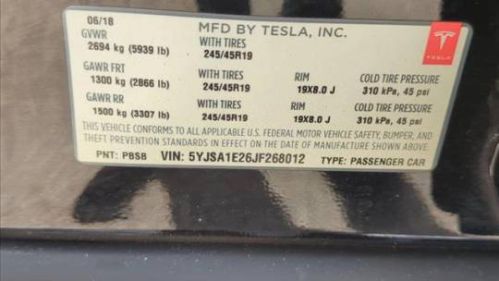 06/18
MFD BY TESLA, INC.
GVWR
2694 kg (5939 lb)
WITH TIRES
245/45R19
TESLA
GAWR FRT
1300 kg (2866 lb)
WITH TIRES
245/45R19
RIM
19X8.0 J
COLD TIRE PRESSURE
310 kPa, 45 psi
GAWR RR
1500 kg (3307 lb)
WITH TIRES
245/45R19
RIM
19X8.0 J
COLD TIRE PRESSURE
310 kPa, 45 psi
THIS VEHICLE CONFORMS TO ALL APPLICABLE U.S. FEDERAL MOTOR VEHICLE SAFETY, BUMPER, AND
THEFT PREVENTION STANDARDS IN EFFECT ON THE DATE OF MANUFACTURE SHOWN ABOVE.
PNT: PBSB VIN: 5YJSA1E26JF268012 TYPE: PASSENGER CAR